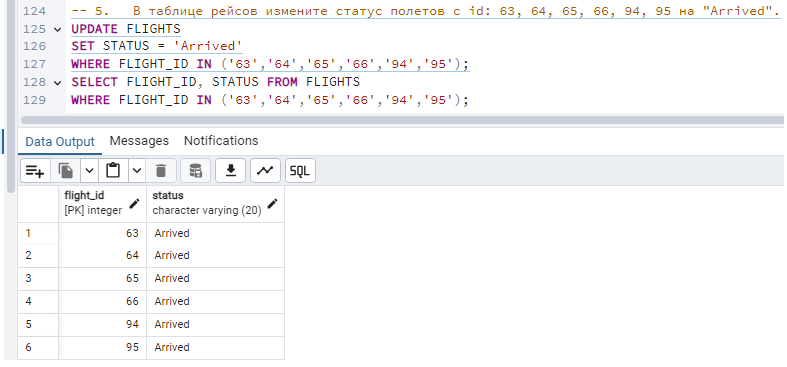 124 -- 5. В таблице рейсов измените статус полетов с id: 63, 64, 65, 66, 94, 95 на "Arrived".
125 UPDATE FLIGHTS
126 SET STATUS = 'Arrived'
127 WHERE FLIGHT_ID IN ('63','64','65','66','94','95');
128 SELECT FLIGHT_ID, STATUS FROM FLIGHTS
129 WHERE FLIGHT_ID IN ('63','64','65','66','94','95');
Data Output Messages Notifications
SQL
flight_id status
[PK] integer character varying (20)
1 63 Arrived
2 64 Arrived
3 65 Arrived
4 66 Arrived
5 94 Arrived
6 95 Arrived